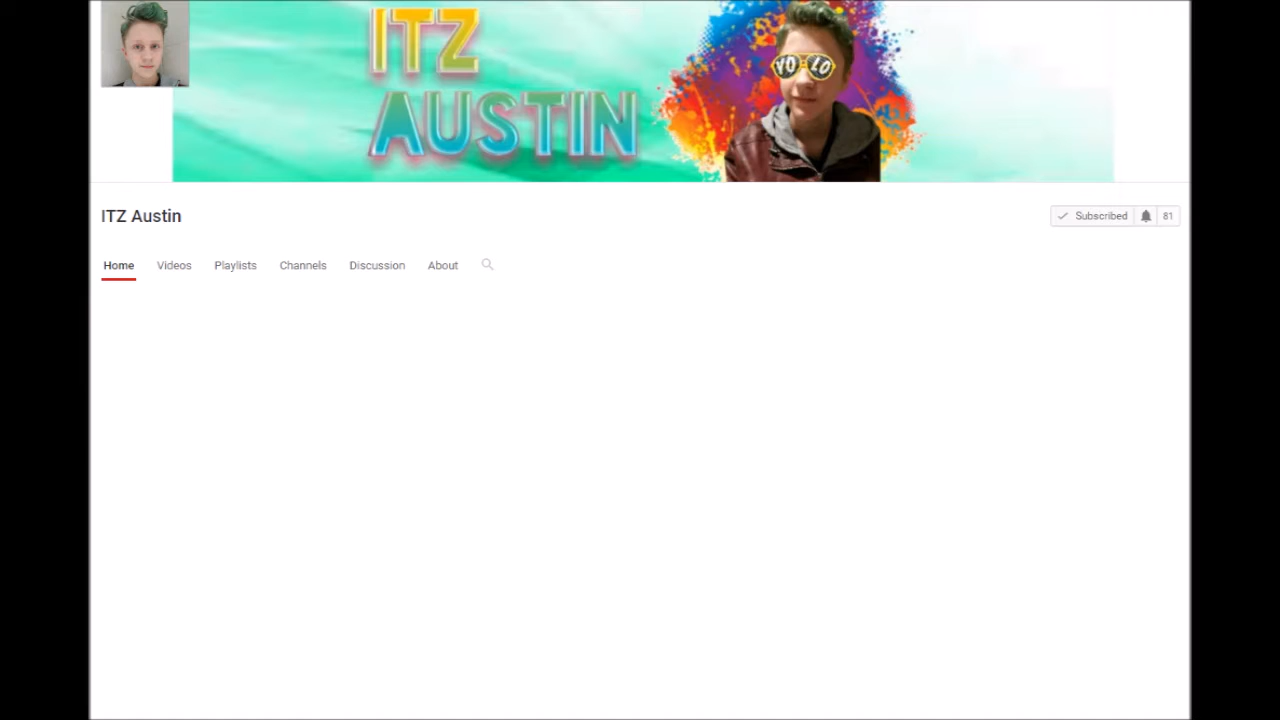 ITZ
AUSTIN
YO LO
ITZ Austin
Subscribed 81
Home Videos Playlists Channels Discussion About